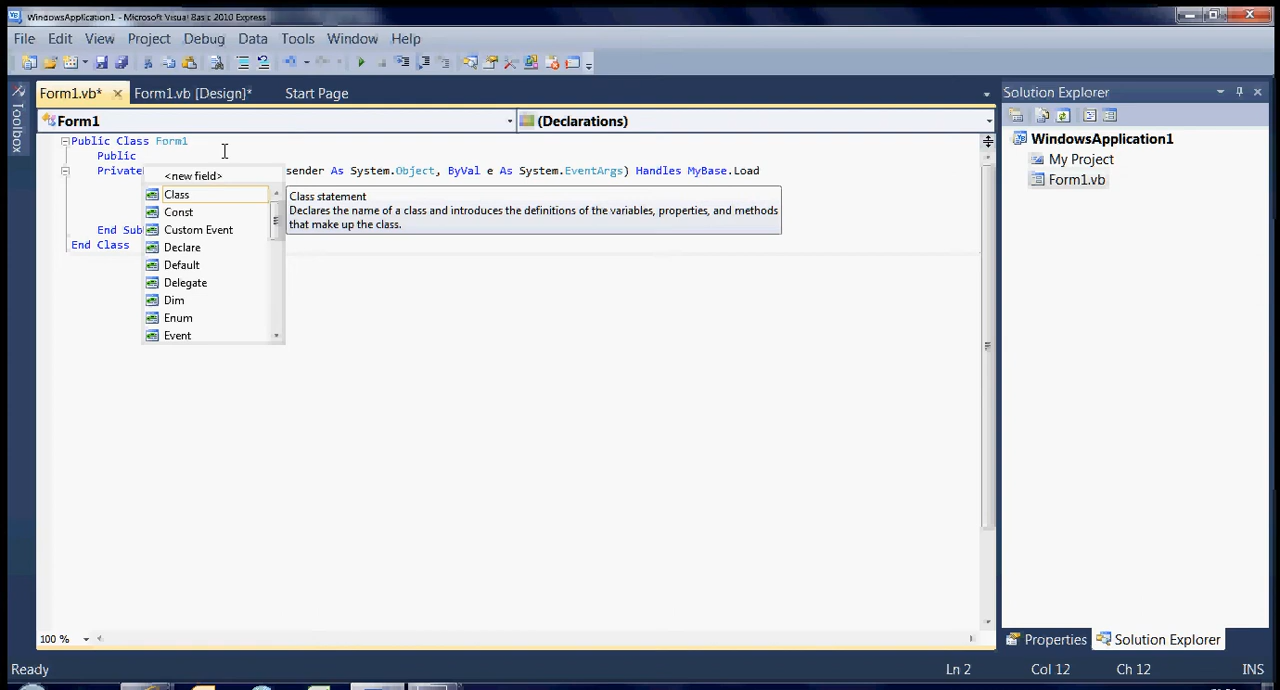 WindowsApplication1 - Microsoft Visual Basic 2010 Express
File Edit View Project Debug Data Tools Window Help
Form1.vb* Form1.vb [Design]* Start Page
Solution Explorer
Toolbox
Form1 (Declarations)
WindowsApplication1
My Project
Form1.vb
Public Class Form1
Public
Private sender As System.Object, ByVal e As System.EventArgs) Handles MyBase.Load
End Sub
End Class
<new field>
Class
Const
Custom Event
Declare
Default
Delegate
Dim
Enum
Event
Class statement
Declares the name of a class and introduces the definitions of the variables, properties, and methods
that make up the class.
100 %
Properties Solution Explorer
Ready Ln 2 Col 12 Ch 12 INS